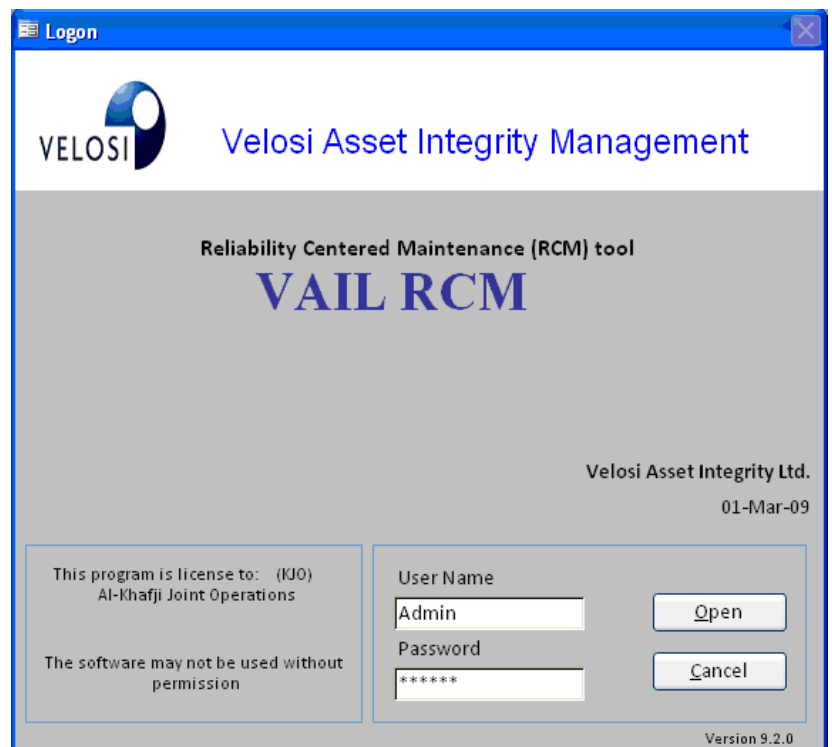 Logon
VELOSI
Velosi Asset Integrity Management
Reliability Centered Maintenance (RCM) tool
VAIL RCM
Velosi Asset Integrity Ltd.
01-Mar-09
This program is license to: (KJO)
Al-Khafji Joint Operations
The software may not be used without
permission
User Name
Admin
Password
******
Open
Cancel
Version 9.2.0